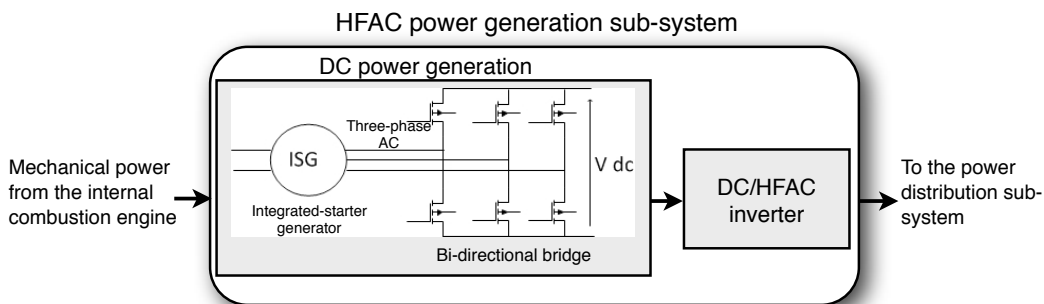 HFAC power generation sub-system
DC power generation
Three-phase
AC
ISG
V dc
Integrated-starter
generator
Bi-directional bridge
Mechanical power
from the internal
combustion engine
DC/HFAC
inverter
To the power
distribution sub-
system